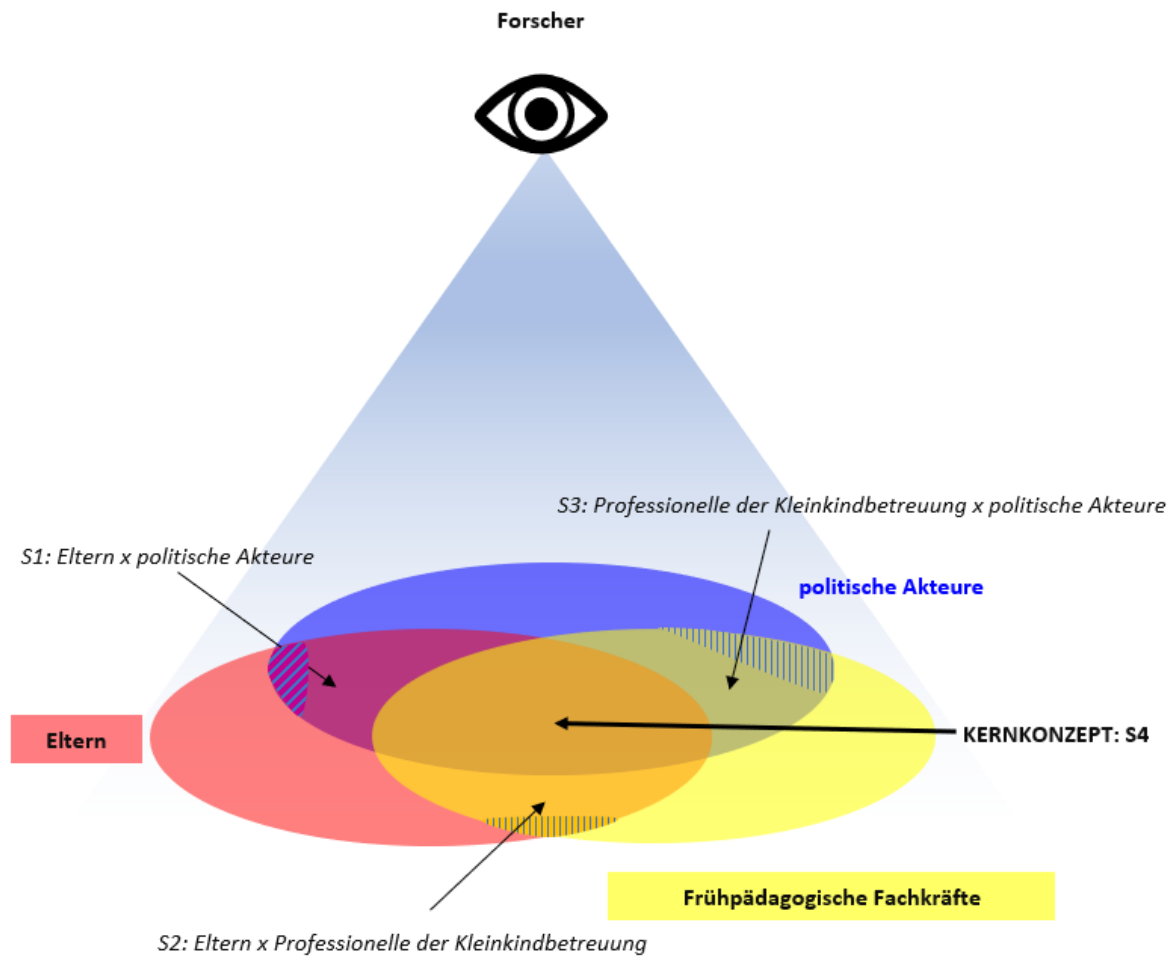 Forscher
S3: Professionelle der Kleinkindbetreuung x politische Akteure
S1: Eltern x politische Akteure
politische Akteure
Eltern
KERNKONZEPT: S4
Frühpädagogische Fachkräfte
S2: Eltern x Professionelle der Kleinkindbetreuung